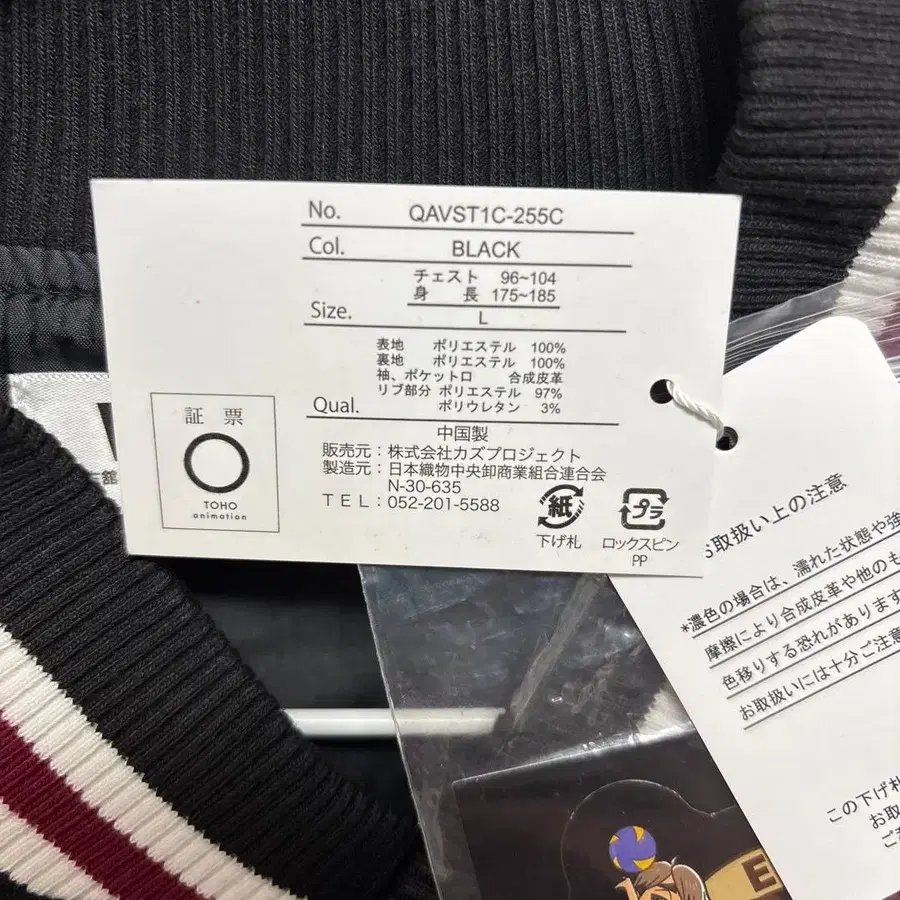 No. QAVST1C-255C
Col. BLACK
チェスト 96~104
身 長 175~185
Size. L
表地 ポリエステル 100%
裏地 ポリエステル 100%
袖、ポケット口 合成皮革
リブ部分 ポリエステル 97%
ポリウレタン 3%
Qual.
中国製
販売元:株式会社カズプロジェクト
製造元:日本織物中央卸商業組合連合会
N-30-635
TEL:052-201-5588
証 票
TOHO
animation
紙
下げ札
プラ
ロックスピン
PP
お取扱い上の注意
*濃色の場合は、濡れた状態や強
摩擦により合成皮革や他のも
色移りする恐れがあります
お取扱いには十分ご注意
この下げ札
お取
ご
E